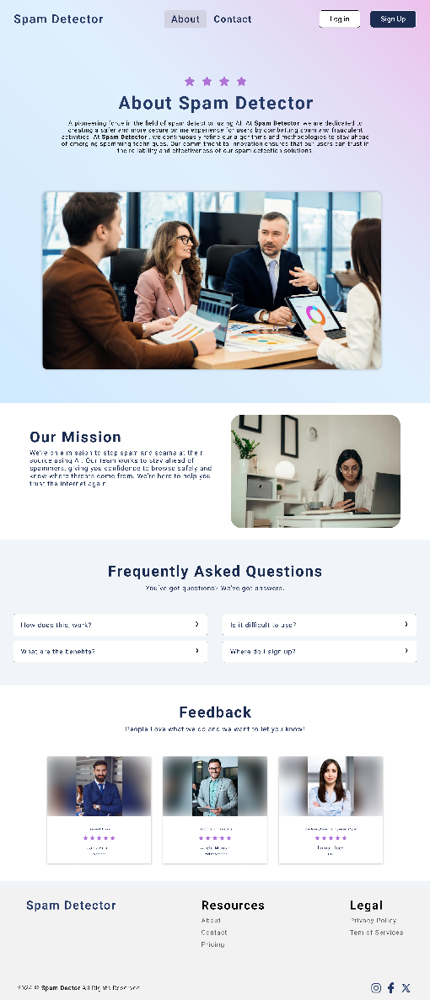 Spam Detector
About
Contact
Log in
Sign Up
About Spam Detector
A pioneering force in the field of spam detection using AI. At Spam Detector, we are dedicated to
creating a safer and more secure online experience for users by combatting spam and fraudulent
activities. At Spam Detector, we continuously refine our algorithms and methodologies to stay ahead
of emerging spamming techniques. Our commitment to innovation ensures that our users can trust in
the reliability and effectiveness of our spam detection solutions.
Our Mission
We're on a mission to stop spam and scams at their
source using AI. Our team works to stay ahead of
spammers, giving you confidence to browse safely and
know where threats come from. We're here to help you
trust the internet again.
Frequently Asked Questions
You've got questions? We've got answers.
How does this, work?
Is it difficult to use?
What are the benefits?
Where do I sign up?
Feedback
People Love what we do and we want to let you know!
Spam Detector
Resources
Legal
About
Privacy Policy
Contact
Tem of Services
Pricing
2024 © Spam Dector All Rights Reserved